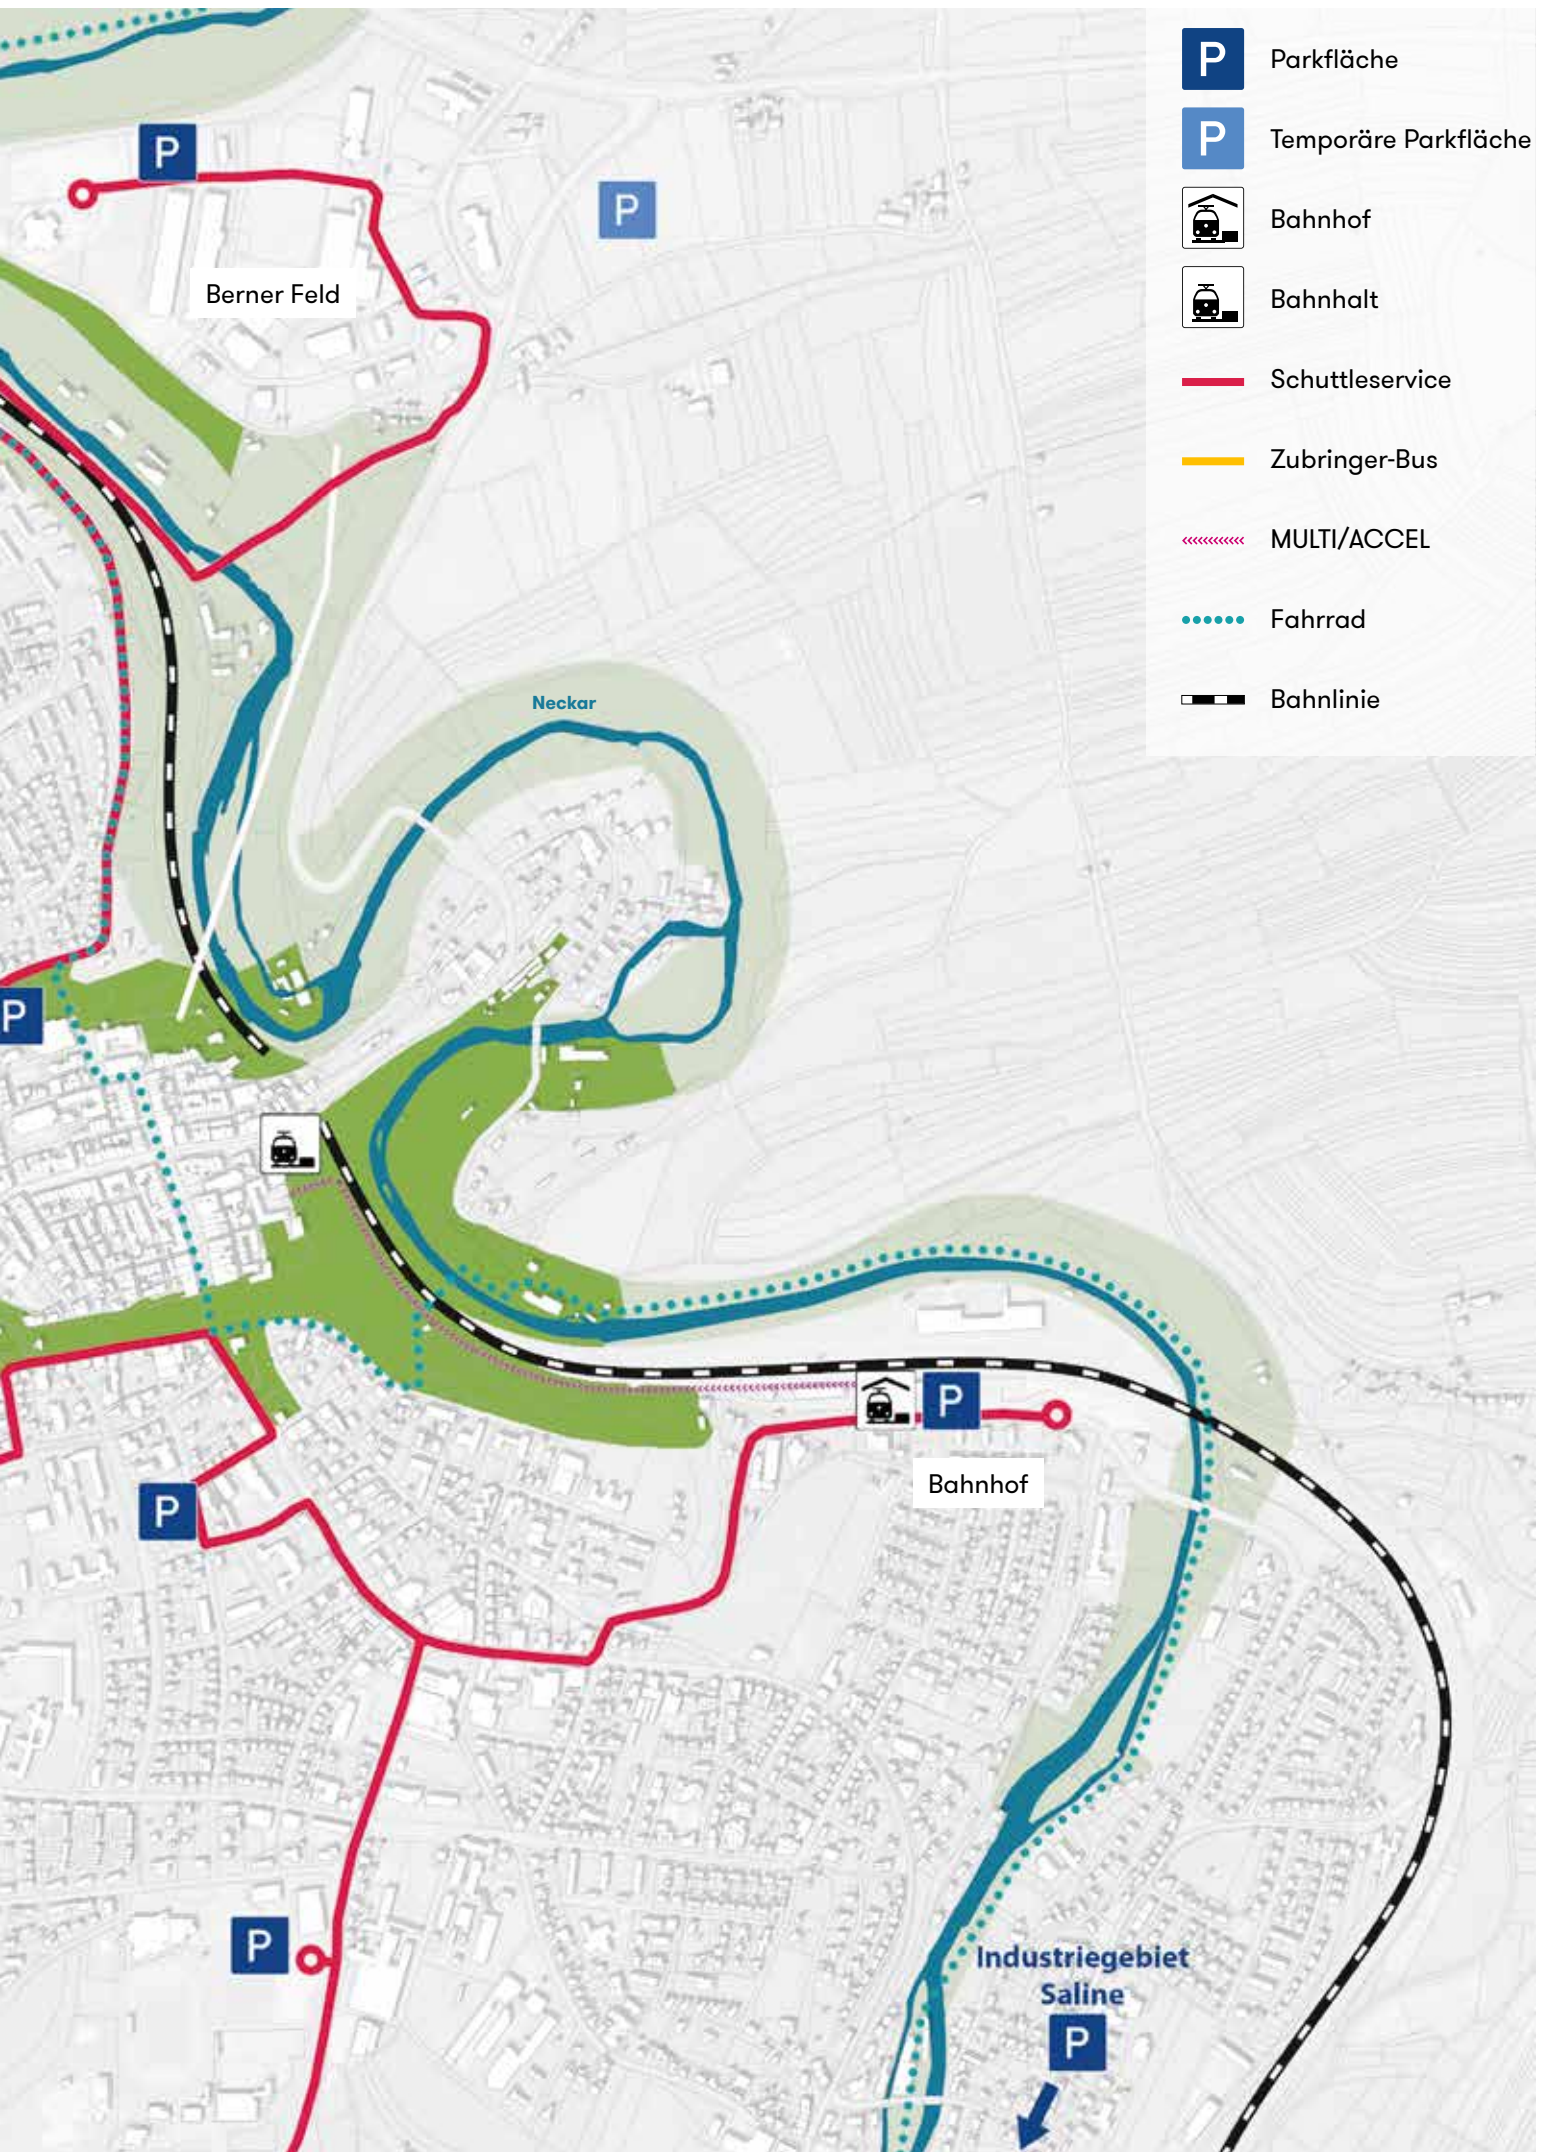 P Parkfläche
P Temporäre Parkfläche
Bahnhof
Bahnhalt
Schuttleservice
Zubringer-Bus
MULTI/ACCEL
Fahrrad
Bahnlinie
P
P
Berner Feld
Neckar
P
P
Bahnhof
P
P
Industriegebiet
Saline
P